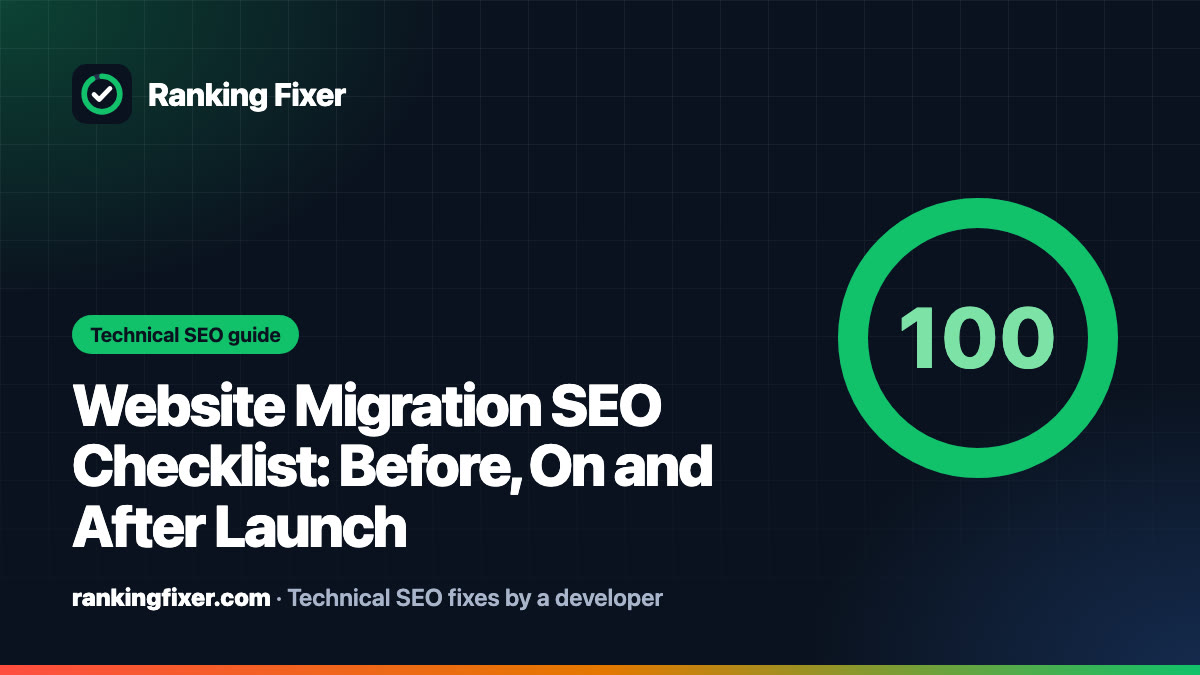 Ranking Fixer
100
Technical SEO guide
Website Migration SEO
Checklist: Before, On and
After Launch
rankingfixer.com · Technical SEO fixes by a developer